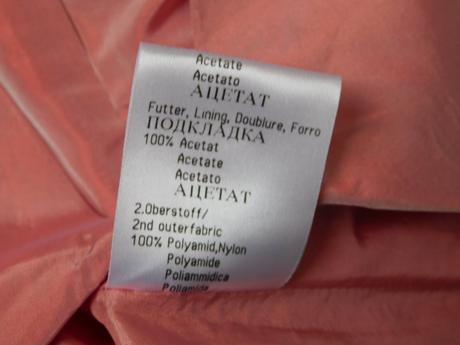 Acetate
Acetato
АЦЕТАТ
Futter, Lining, Doublure, Forro
ПОДКЛАДКА
100% Acetat
Acetate
Acetato
АЦЕТАТ
2.Oberstoff/
2nd outerfabric
100% Polyamid,Nylon
Polyamide
Poliammidica
Poliamide